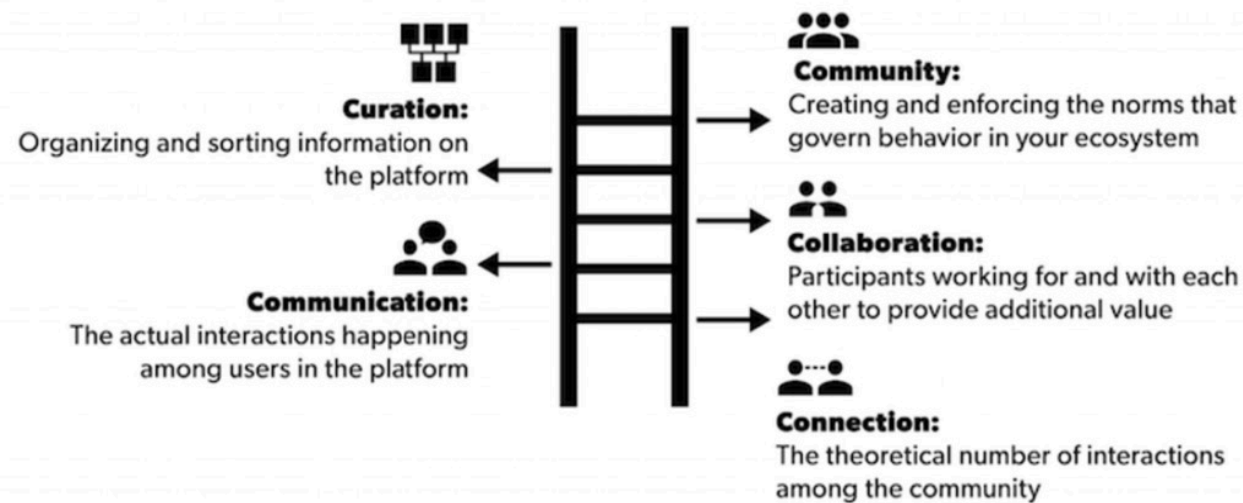 Curation:
Organizing and sorting information on
the platform
Communication:
The actual interactions happening
among users in the platform
Community:
Creating and enforcing the norms that
govern behavior in your ecosystem
Collaboration:
Participants working for and with each
other to provide additional value
Connection:
The theoretical number of interactions
among the community